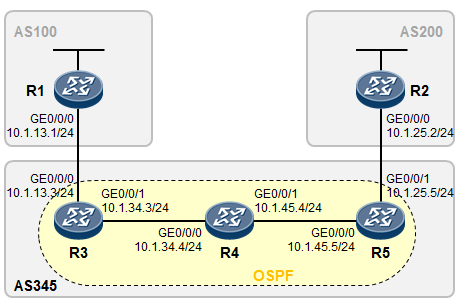 AS100
AS200
R1
R2
GE0/0/0
10.1.13.1/24
GE0/0/0
10.1.25.2/24
GE0/0/0
10.1.13.3/24
GE0/0/1
10.1.25.5/24
GE0/0/1
10.1.34.3/24
GE0/0/1
10.1.45.4/24
GE0/0/0
10.1.34.4/24
GE0/0/0
10.1.45.5/24
R3
R4
R5
OSPF
AS345